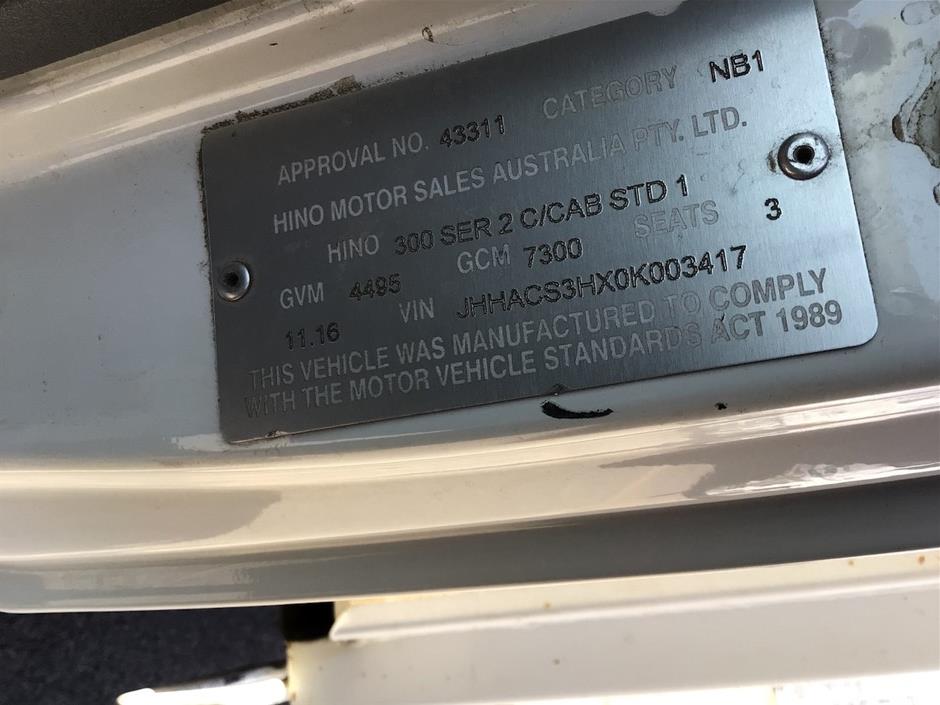 APPROVAL NO. 43311 CATEGORY NB1
HINO MOTOR SALES AUSTRALIA PTY. LTD.
HINO 300 SER 2 C/CAB STD 1
GVM 4495 GCM 7300 SEATS 3
11.16 VIN JHHACS3HX0K003417
THIS VEHICLE WAS MANUFACTURED TO COMPLY
WITH THE MOTOR VEHICLE STANDARDS ACT 1989